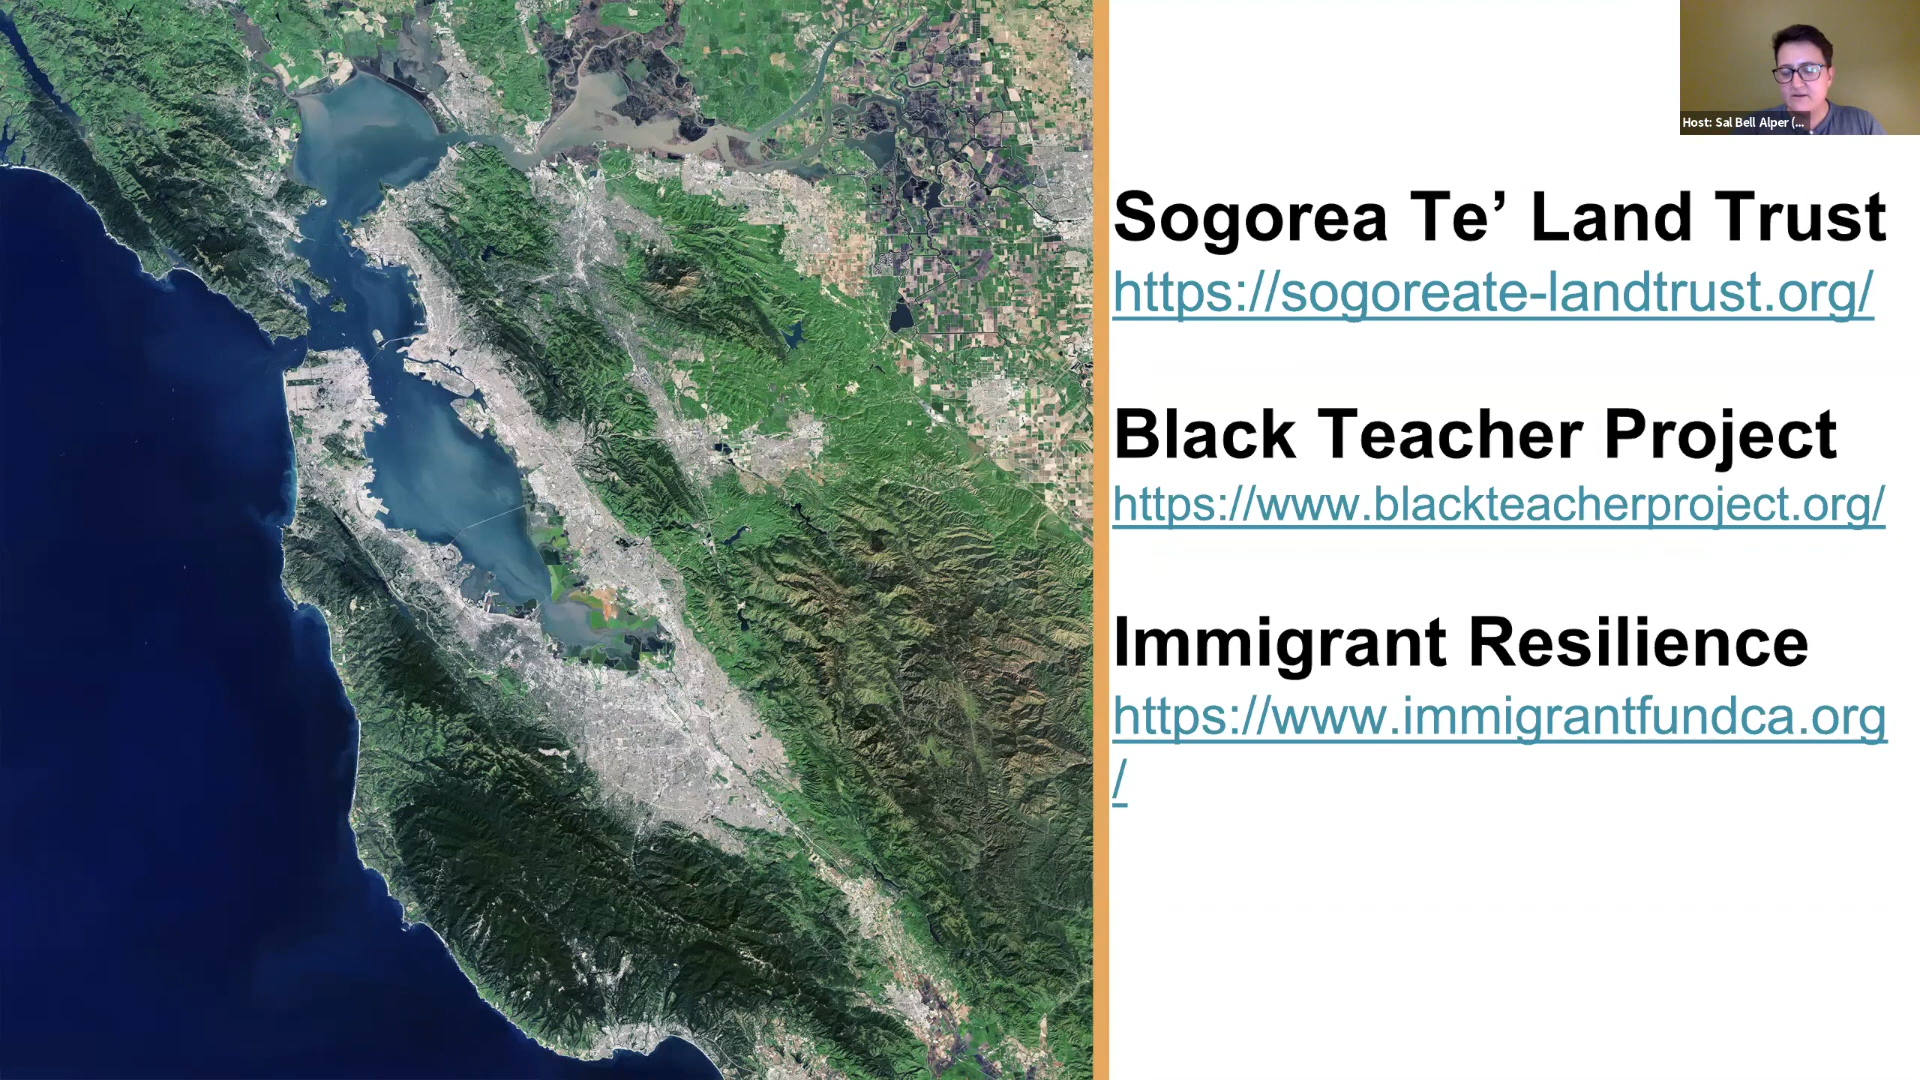 Host: Sal Bell Alper (...
Sogorea Te’ Land Trust
https://sogoreate-landtrust.org/
Black Teacher Project
https://www.blackteacherproject.org/
Immigrant Resilience
https://www.immigrantfundca.org
/